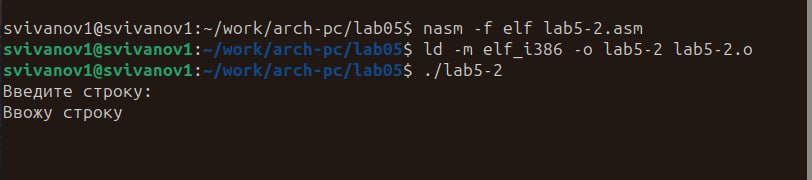 svivanov1@svivanov1:~/work/arch-pc/lab05$ nasm -f elf lab5-2.asm
svivanov1@svivanov1:~/work/arch-pc/lab05$ ld -m elf_i386 -o lab5-2 lab5-2.o
svivanov1@svivanov1:~/work/arch-pc/lab05$ ./lab5-2
Введите строку:
Ввожу строку